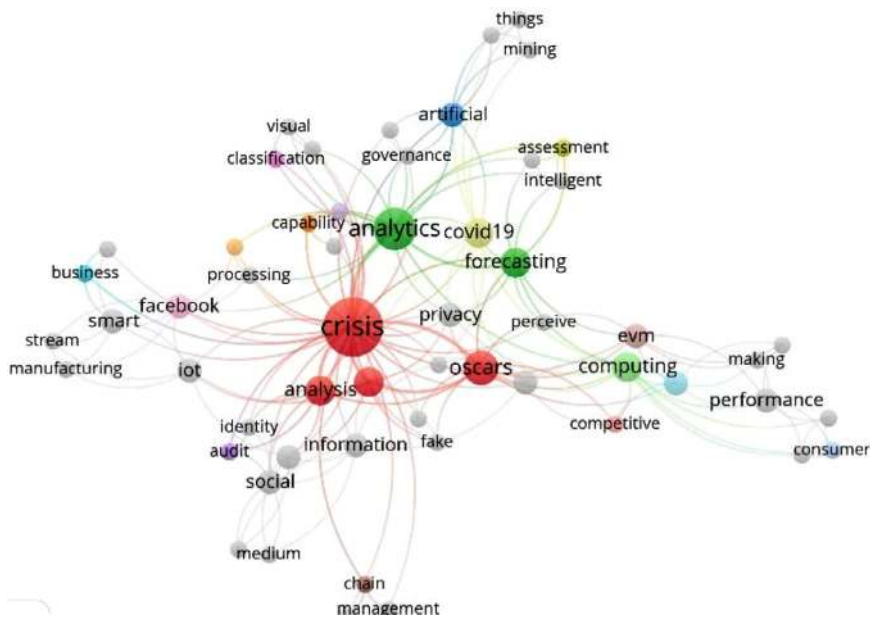 things
mining
artificial
visual
classification
governance
assessment
intelligent
capability
analytics
covid19
forecasting
business
processing
facebook
smart
crisis
privacy
perceive
stream
evm
manufacturing
iot
analysis
oscars
computing
making
performance
identity
audit
information
fake
competitive
consumer
social
medium
chain
management